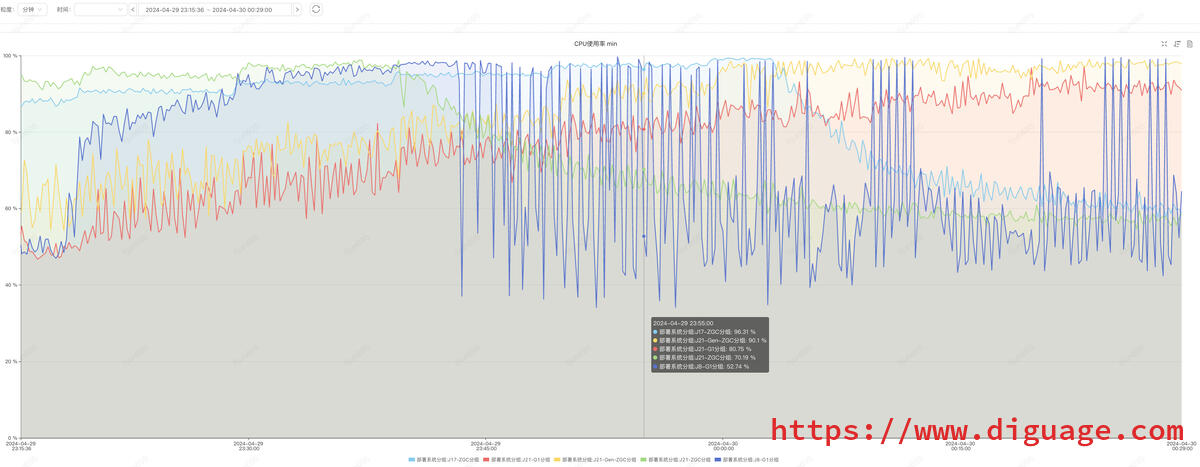 粒度: 分钟 时间: 2024-04-29 23:15:36 ~ 2024-04-30 00:29:00
CPU使用率 min
100 %
80 %
60 %
40 %
20 %
0 %
2024-04-29 23:55:00
部署系统分组:J17-ZGC分组: 96.31 %
部署系统分组:J21-Gen-ZGC分组: 90.1 %
部署系统分组:J21-G1分组: 80.75 %
部署系统分组:J21-ZGC分组: 70.19 %
部署系统分组:J8-G1分组: 52.74 %
https://www.diguage.com
2024-04-29
23:15:36
2024-04-29
23:30:00
2024-04-29
23:45:00
2024-04-30
00:00:00
2024-04-30
00:15:00
2024-04-30
00:29:00
部署系统分组:J17-ZGC分组 部署系统分组:J21-G1分组 部署系统分组:J21-Gen-ZGC分组 部署系统分组:J21-ZGC分组 部署系统分组:J8-G1分组